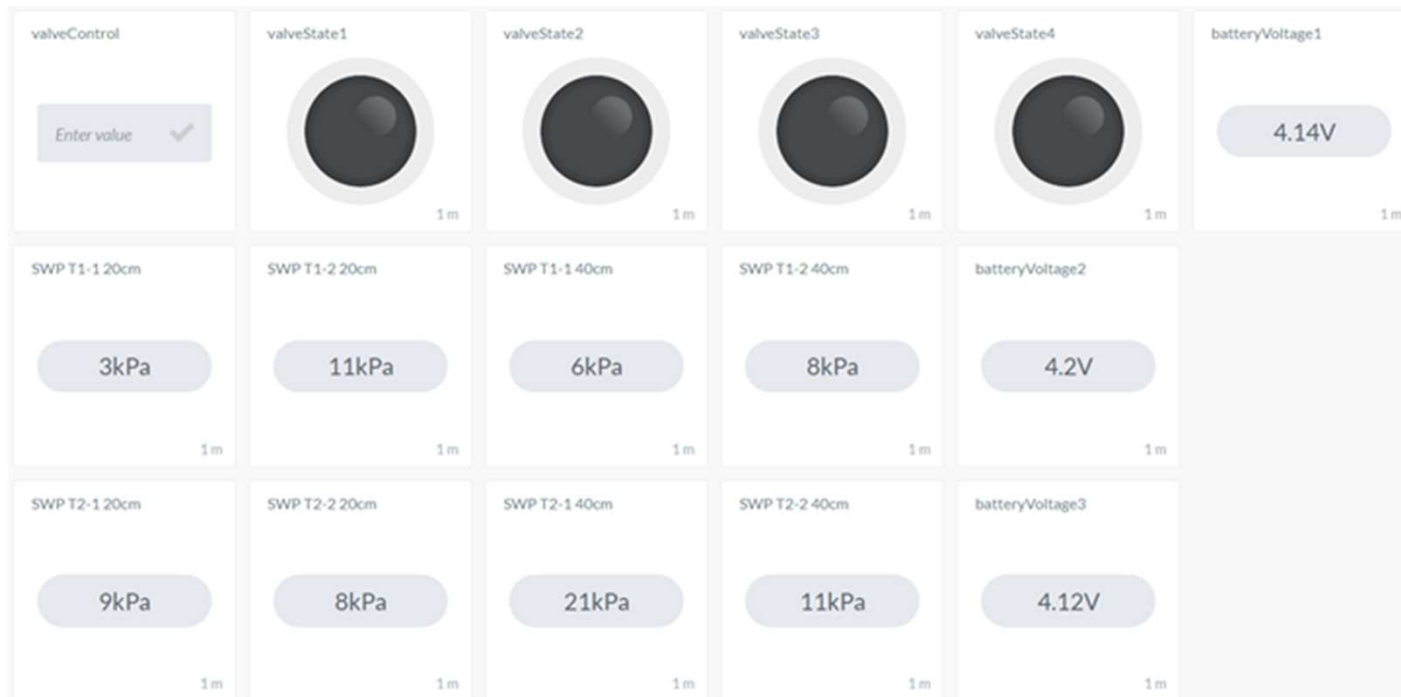 valveControl
valveState1
valveState2
valveState3
valveState4
batteryVoltage1
Enter value
4.14V
1 m
1 m
1 m
1 m
1 m
SWP T1-1 20cm
SWP T1-2 20cm
SWP T1-1 40cm
SWP T1-2 40cm
batteryVoltage2
3kPa
11kPa
6kPa
8kPa
4.2V
1 m
1 m
1 m
1 m
1 m
SWP T2-1 20cm
SWP T2-2 20cm
SWP T2-1 40cm
SWP T2-2 40cm
batteryVoltage3
9kPa
8kPa
21kPa
11kPa
4.12V
1 m
1 m
1 m
1 m
1 m